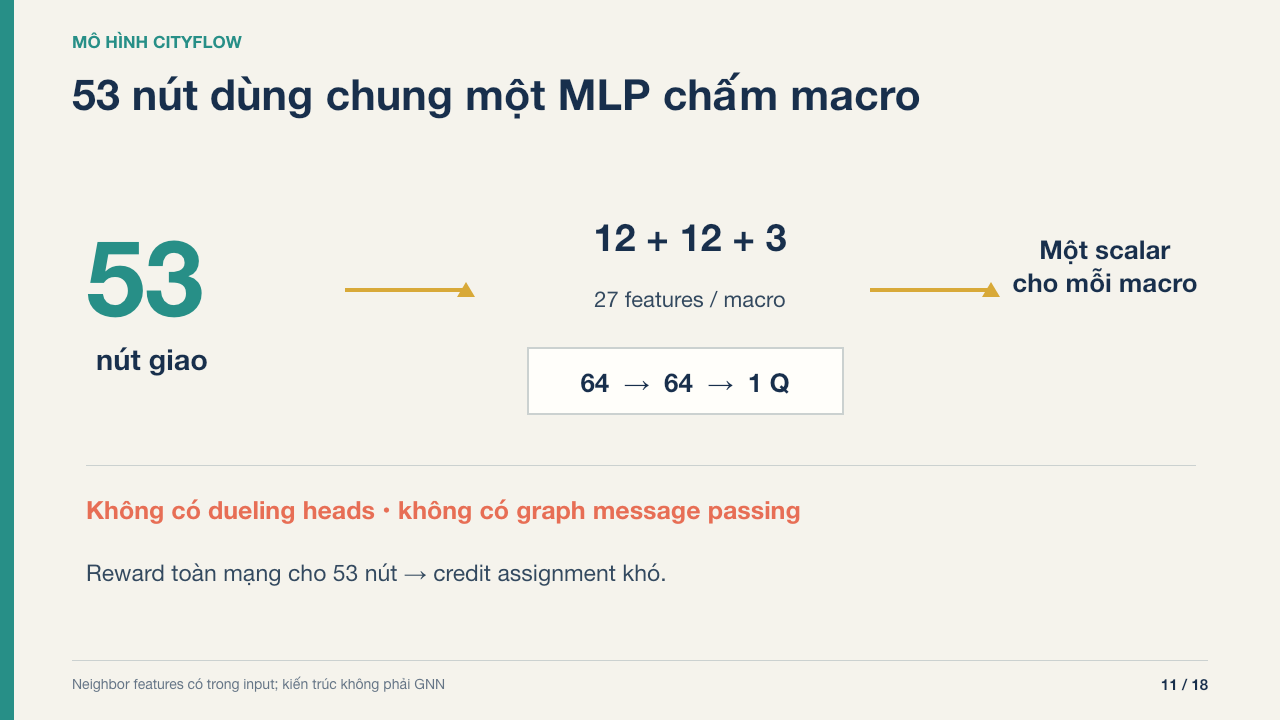 MÔ HÌNH CITYFLOW
53 nút dùng chung một MLP chấm macro
53
nút giao
12 + 12 + 3
27 features / macro
64 → 64 → 1 Q
Một scalar
cho mỗi macro
Không có dueling heads • không có graph message passing
Reward toàn mạng cho 53 nút → credit assignment khó.
Neighbor features có trong input; kiến trúc không phải GNN
11 / 18